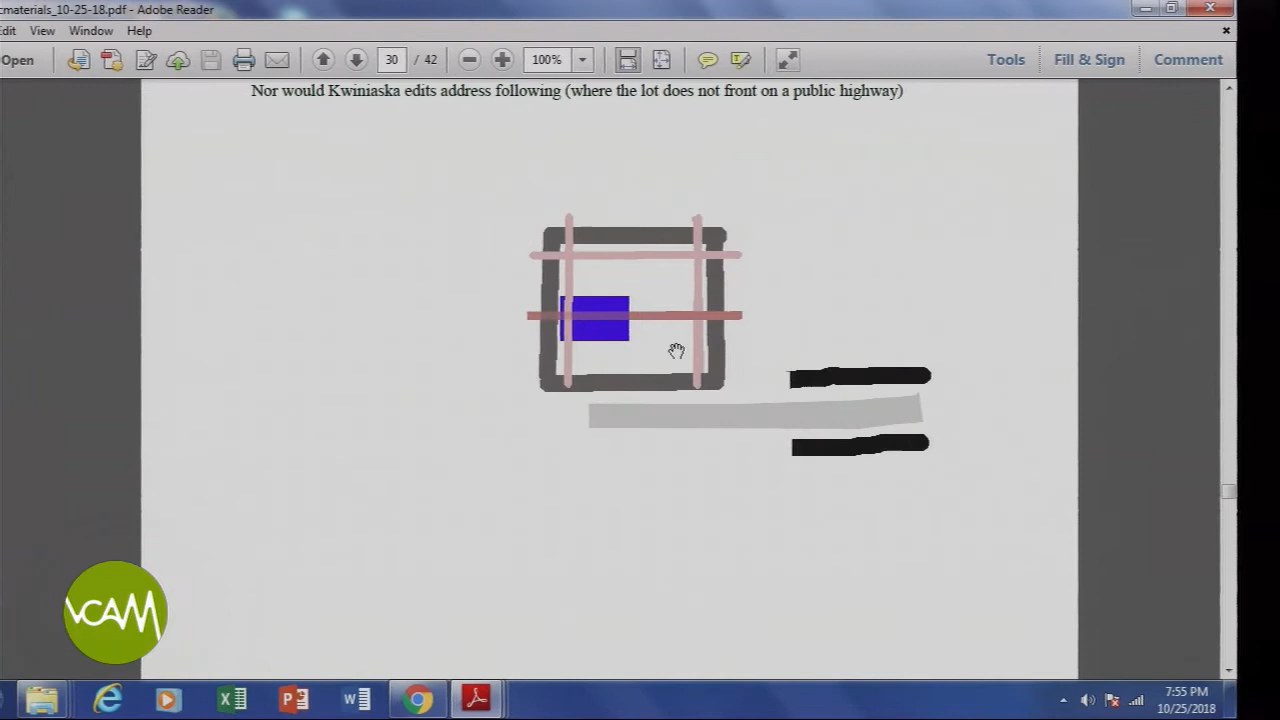 cmaterials_10-25-18.pdf - Adobe Reader
Edit View Window Help
Open 30 / 42 100% Tools Fill & Sign Comment
Nor would Kwiniaska edits address following (where the lot does not front on a public highway)
VCAM
7:55 PM
10/25/2018